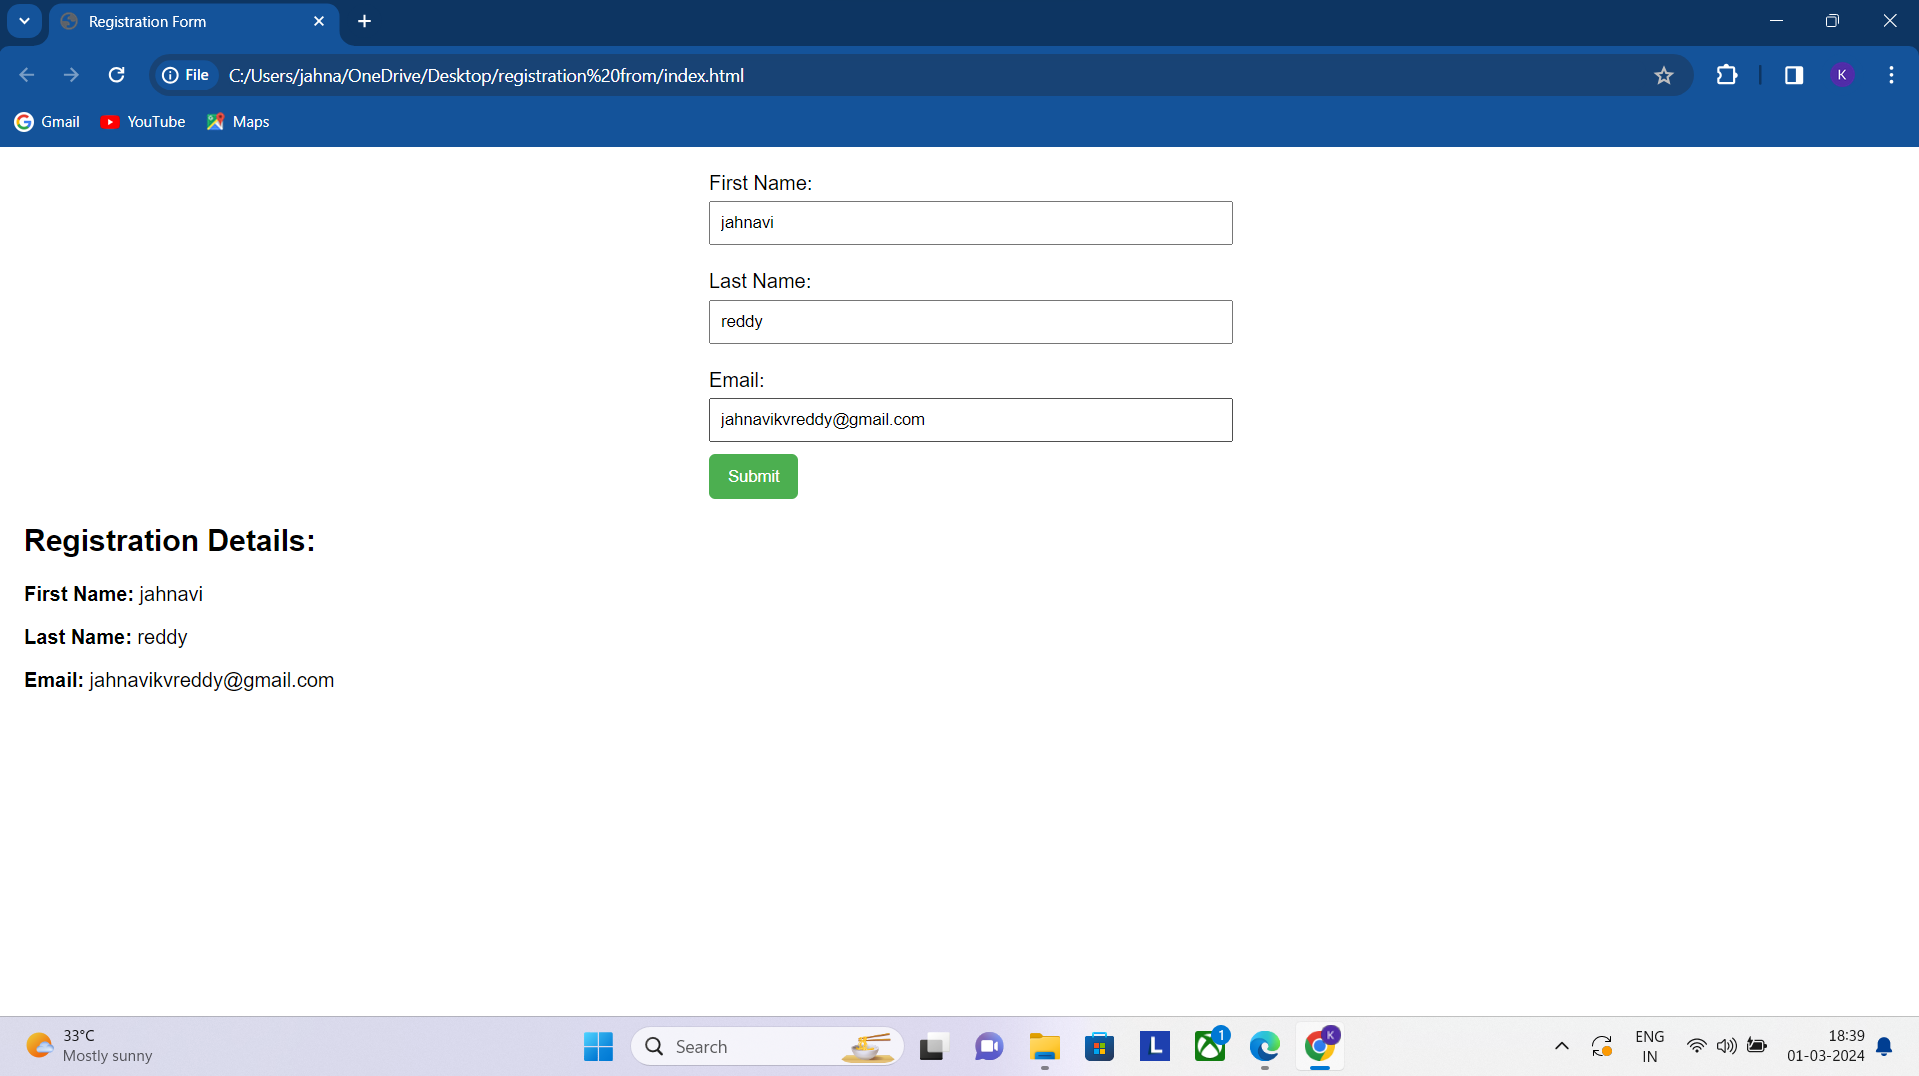 Registration Form
File C:/Users/jahna/OneDrive/Desktop/registration%20from/index.html K
Gmail YouTube Maps
First Name:
jahnavi
Last Name:
reddy
Email:
jahnavikvreddy@gmail.com
Submit
Registration Details:
First Name: jahnavi
Last Name: reddy
Email: jahnavikvreddy@gmail.com
33°C
Mostly sunny
Search
L
1
K
ENG
IN
18:39
01-03-2024